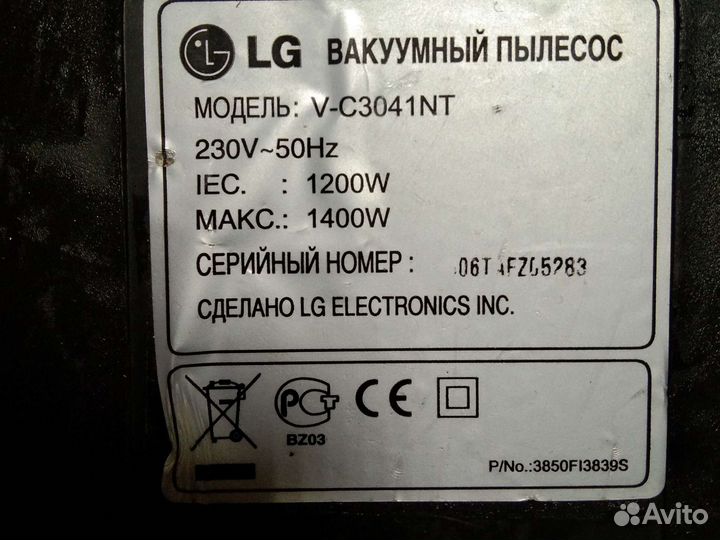 LG ВАКУУМНЫЙ ПЫЛЕСОС
МОДЕЛЬ: V-C3041NT
230V~50Hz
IEC. : 1200W
МАКС.: 1400W
СЕРИЙНЫЙ НОМЕР :
СДЕЛАНО LG ELECTRONICS INC.
РСТ CE
BZ03
P/No.:3850FI3839S
Avito